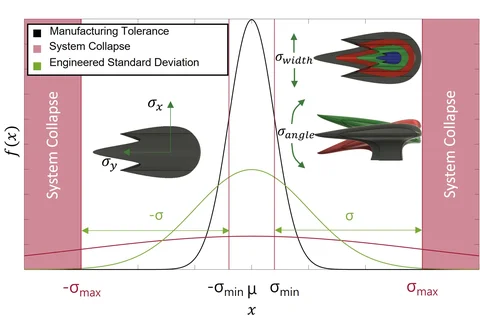 Manufacturing Tolerance
System Collapse
Engineered Standard Deviation
σwidth
σx
σangle
σy
f(x)
System Collapse
System Collapse
-σ
σ
-σmax
-σmin μ
σmin
σmax
x